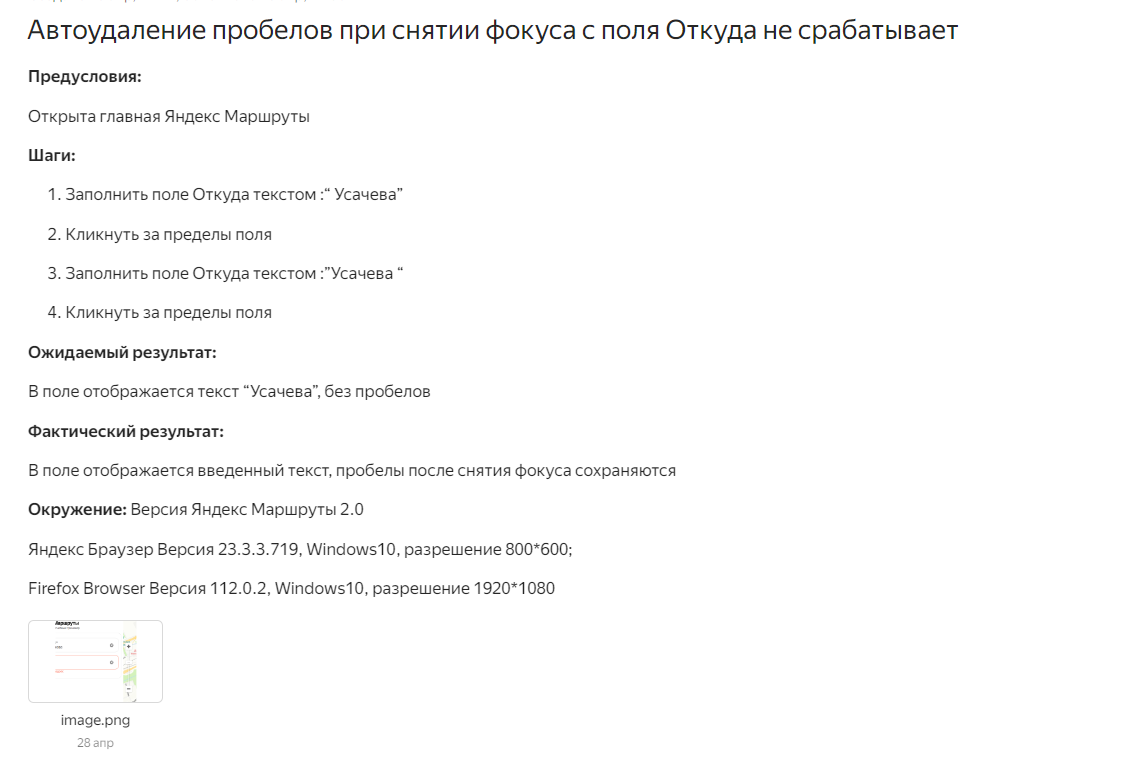 Автоудаление пробелов при снятии фокуса с поля Откуда не срабатывает
Предусловия:
Открыта главная Яндекс Маршруты
Шаги:
1. Заполнить поле Откуда текстом :“ Усачева”
2. Кликнуть за пределы поля
3. Заполнить поле Откуда текстом :”Усачева “
4. Кликнуть за пределы поля
Ожидаемый результат:
В поле отображается текст “Усачева”, без пробелов
Фактический результат:
В поле отображается введенный текст, пробелы после снятия фокуса сохраняются
Окружение: Версия Яндекс Маршруты 2.0
Яндекс Браузер Версия 23.3.3.719, Windows10, разрешение 800*600;
Firefox Browser Версия 112.0.2, Windows10, разрешение 1920*1080
Маршруты
image.png
28 апр